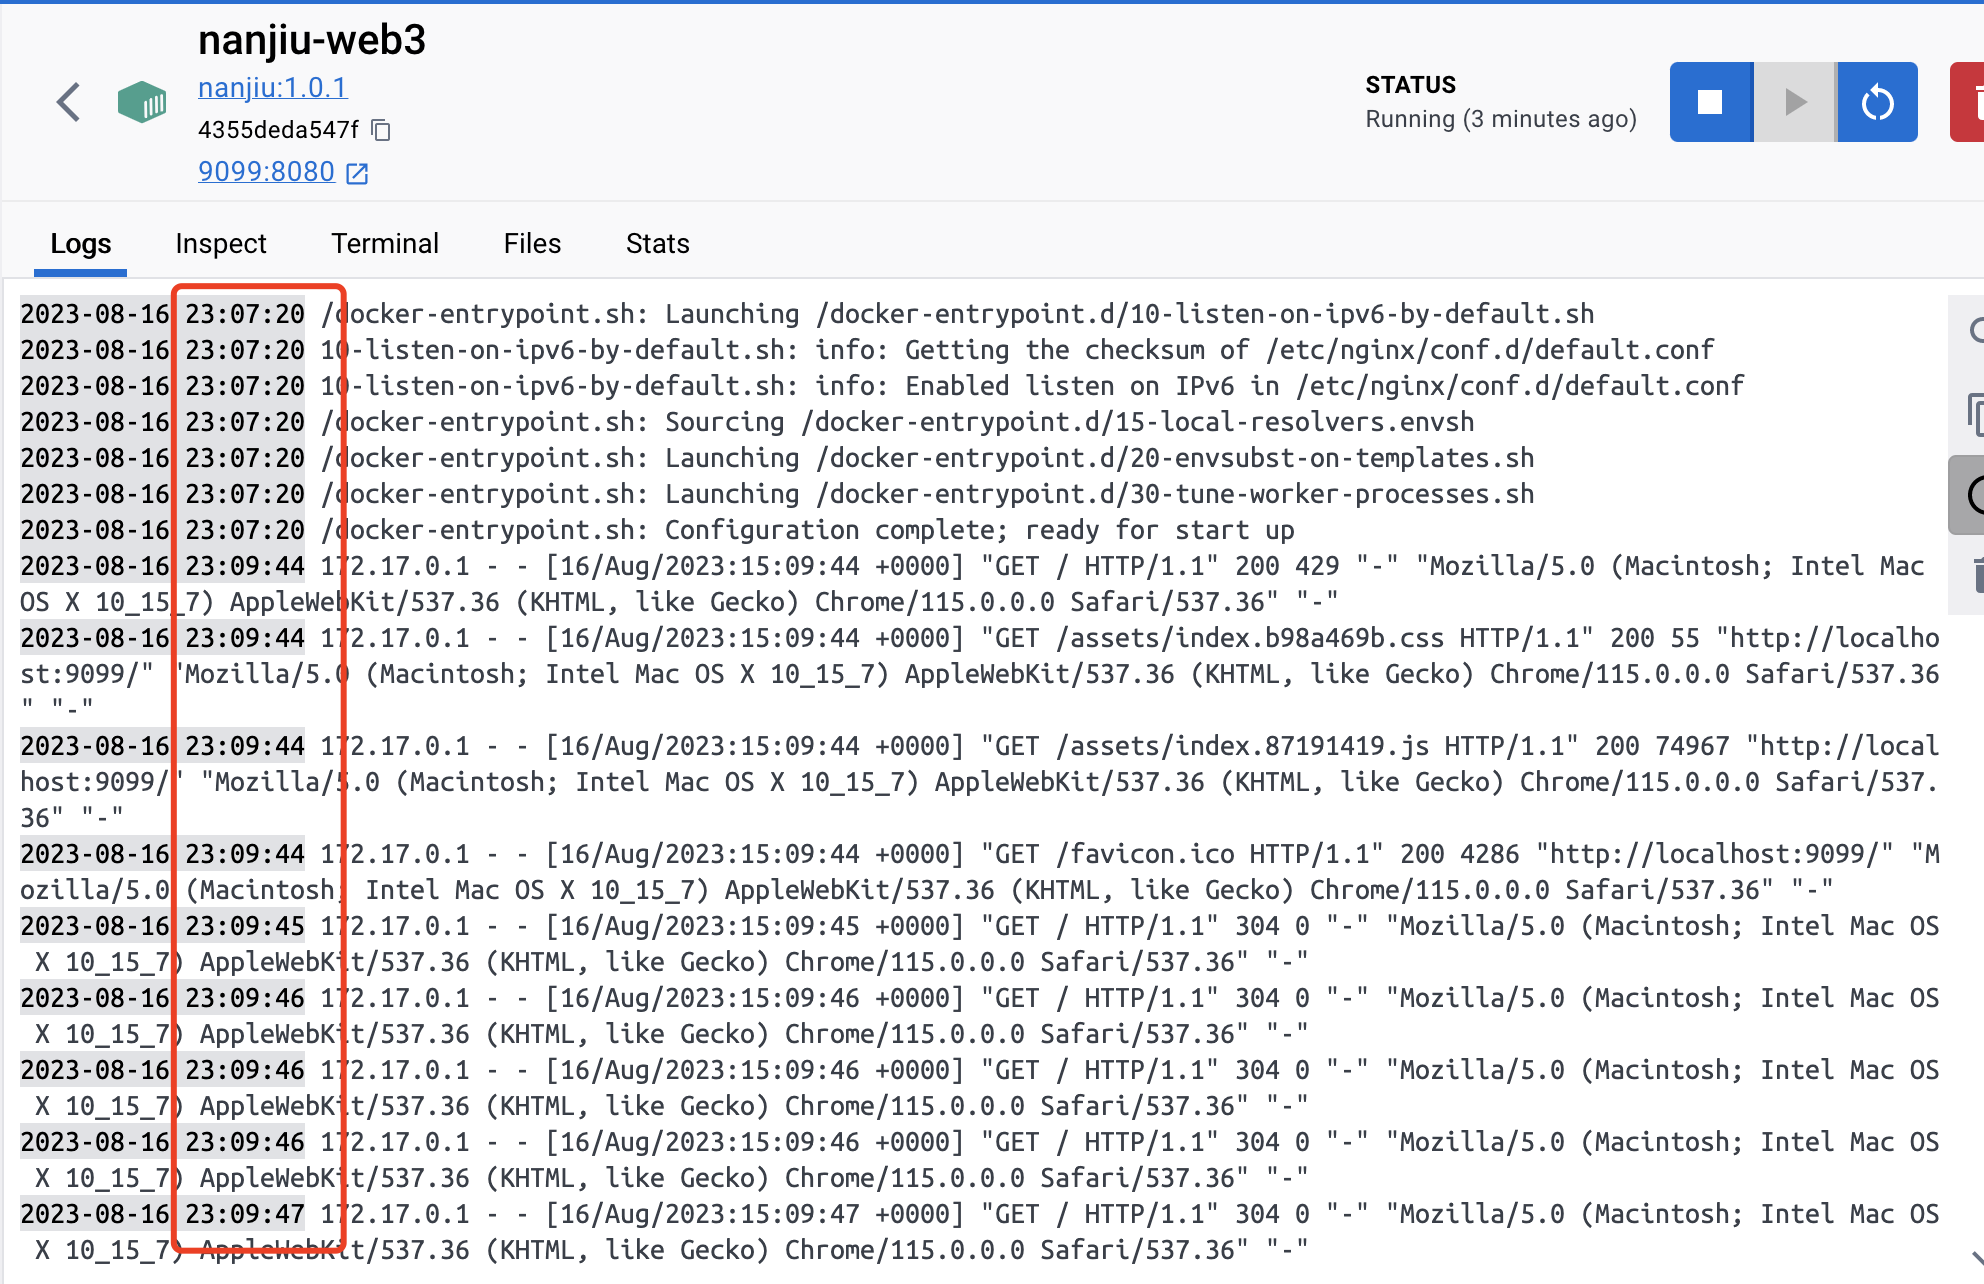 nanjiu-web3
nanjiu:1.0.1
4355deda547f
9099:8080
STATUS
Running (3 minutes ago)
Logs Inspect Terminal Files Stats
2023-08-16 23:07:20 /docker-entrypoint.sh: Launching /docker-entrypoint.d/10-listen-on-ipv6-by-default.sh
2023-08-16 23:07:20 10-listen-on-ipv6-by-default.sh: info: Getting the checksum of /etc/nginx/conf.d/default.conf
2023-08-16 23:07:20 10-listen-on-ipv6-by-default.sh: info: Enabled listen on IPv6 in /etc/nginx/conf.d/default.conf
2023-08-16 23:07:20 /docker-entrypoint.sh: Sourcing /docker-entrypoint.d/15-local-resolvers.envsh
2023-08-16 23:07:20 /docker-entrypoint.sh: Launching /docker-entrypoint.d/20-envsubst-on-templates.sh
2023-08-16 23:07:20 /docker-entrypoint.sh: Launching /docker-entrypoint.d/30-tune-worker-processes.sh
2023-08-16 23:07:20 /docker-entrypoint.sh: Configuration complete; ready for start up
2023-08-16 23:09:44 172.17.0.1 - - [16/Aug/2023:15:09:44 +0000] "GET / HTTP/1.1" 200 429 "-" "Mozilla/5.0 (Macintosh; Intel Mac
OS X 10_15_7) AppleWebKit/537.36 (KHTML, like Gecko) Chrome/115.0.0.0 Safari/537.36" "-"
2023-08-16 23:09:44 172.17.0.1 - - [16/Aug/2023:15:09:44 +0000] "GET /assets/index.b98a469b.css HTTP/1.1" 200 55 "http://localho
st:9099/" "Mozilla/5.0 (Macintosh; Intel Mac OS X 10_15_7) AppleWebKit/537.36 (KHTML, like Gecko) Chrome/115.0.0.0 Safari/537.36
" "-"
2023-08-16 23:09:44 172.17.0.1 - - [16/Aug/2023:15:09:44 +0000] "GET /assets/index.87191419.js HTTP/1.1" 200 74967 "http://local
host:9099/" "Mozilla/5.0 (Macintosh; Intel Mac OS X 10_15_7) AppleWebKit/537.36 (KHTML, like Gecko) Chrome/115.0.0.0 Safari/537.
36" "-"
2023-08-16 23:09:44 172.17.0.1 - - [16/Aug/2023:15:09:44 +0000] "GET /favicon.ico HTTP/1.1" 200 4286 "http://localhost:9099/" "M
ozilla/5.0 (Macintosh; Intel Mac OS X 10_15_7) AppleWebKit/537.36 (KHTML, like Gecko) Chrome/115.0.0.0 Safari/537.36" "-"
2023-08-16 23:09:45 172.17.0.1 - - [16/Aug/2023:15:09:45 +0000] "GET / HTTP/1.1" 304 0 "-" "Mozilla/5.0 (Macintosh; Intel Mac OS
X 10_15_7) AppleWebKit/537.36 (KHTML, like Gecko) Chrome/115.0.0.0 Safari/537.36" "-"
2023-08-16 23:09:46 172.17.0.1 - - [16/Aug/2023:15:09:46 +0000] "GET / HTTP/1.1" 304 0 "-" "Mozilla/5.0 (Macintosh; Intel Mac OS
X 10_15_7) AppleWebKit/537.36 (KHTML, like Gecko) Chrome/115.0.0.0 Safari/537.36" "-"
2023-08-16 23:09:46 172.17.0.1 - - [16/Aug/2023:15:09:46 +0000] "GET / HTTP/1.1" 304 0 "-" "Mozilla/5.0 (Macintosh; Intel Mac OS
X 10_15_7) AppleWebKit/537.36 (KHTML, like Gecko) Chrome/115.0.0.0 Safari/537.36" "-"
2023-08-16 23:09:46 172.17.0.1 - - [16/Aug/2023:15:09:46 +0000] "GET / HTTP/1.1" 304 0 "-" "Mozilla/5.0 (Macintosh; Intel Mac OS
X 10_15_7) AppleWebKit/537.36 (KHTML, like Gecko) Chrome/115.0.0.0 Safari/537.36" "-"
2023-08-16 23:09:47 172.17.0.1 - - [16/Aug/2023:15:09:47 +0000] "GET / HTTP/1.1" 304 0 "-" "Mozilla/5.0 (Macintosh; Intel Mac OS
X 10_15_7) AppleWebKit/537.36 (KHTML, like Gecko) Chrome/115.0.0.0 Safari/537.36" "-"